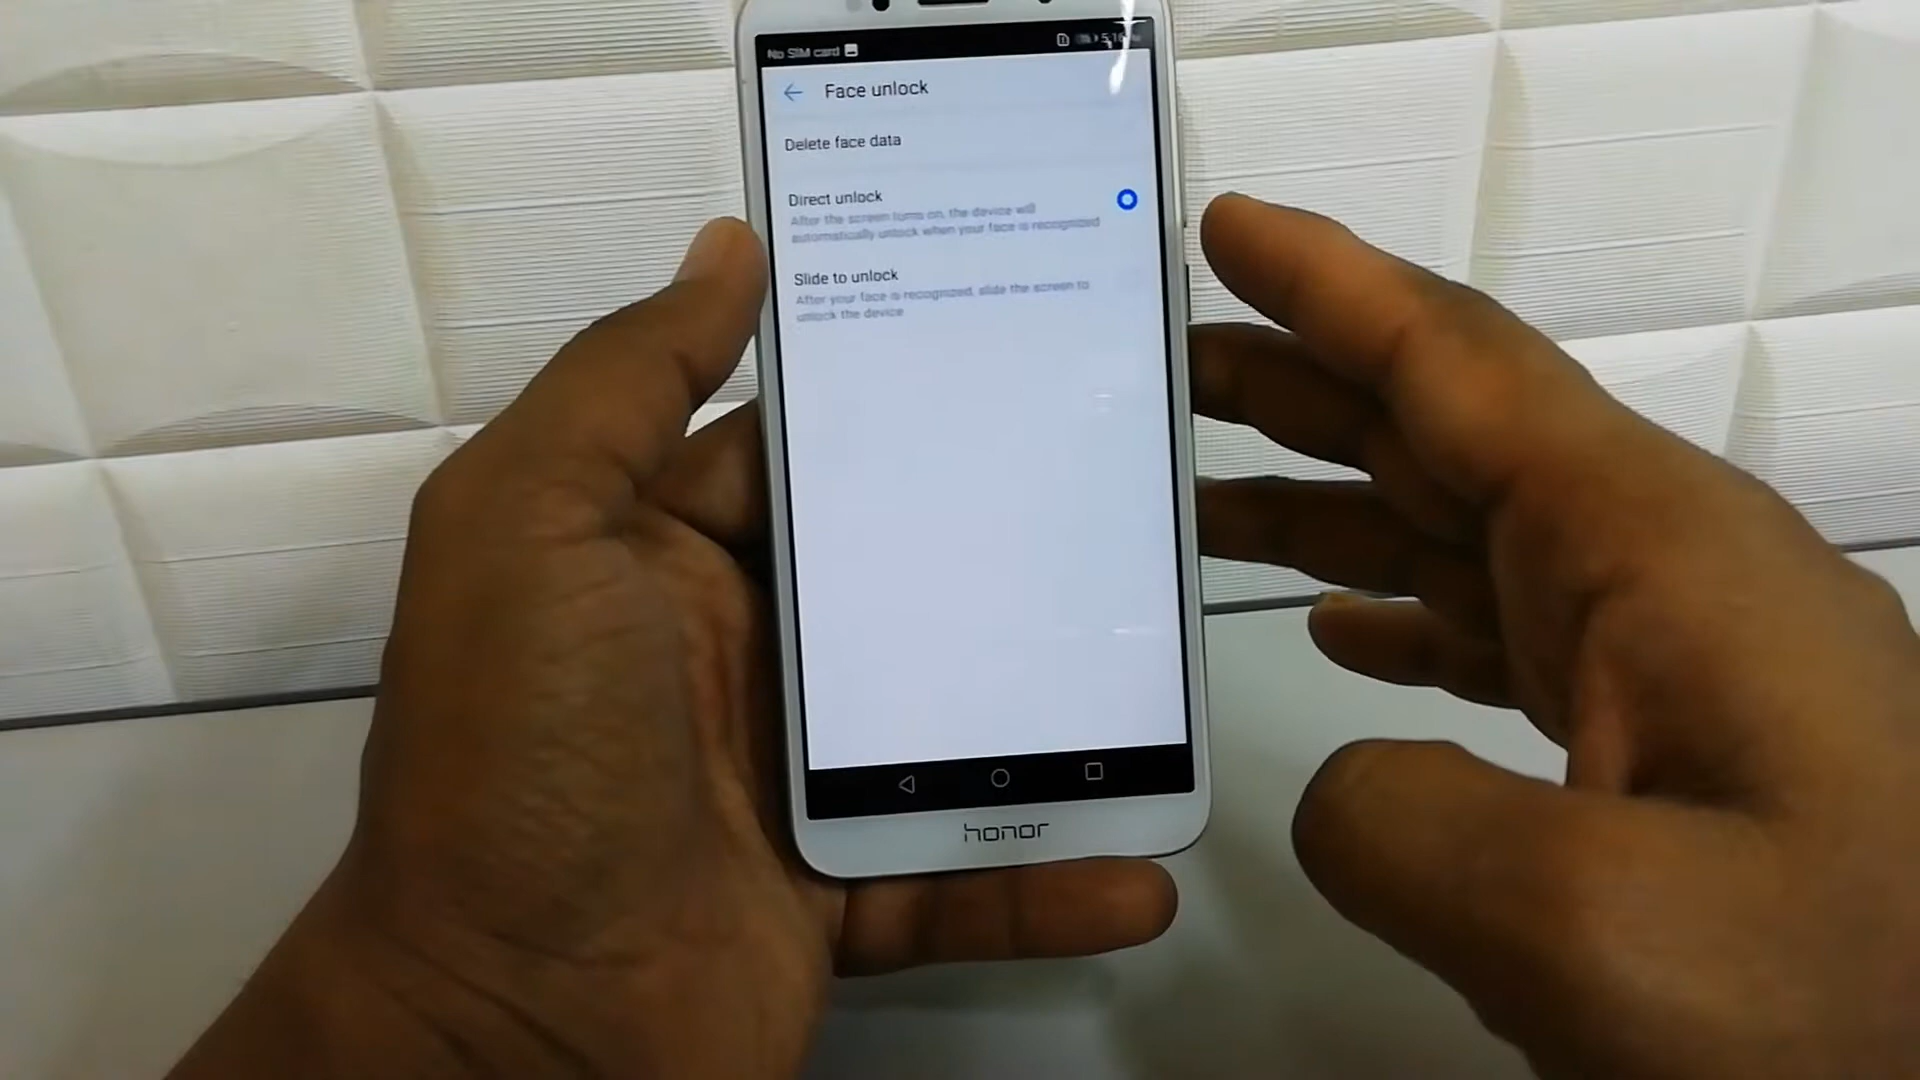 No SIM card
5:16
Face unlock
Delete face data
Direct unlock
After the screen turns on, the device will
automatically unlock when your face is recognized
Slide to unlock
After your face is recognized, slide the screen to
unlock the device
honor